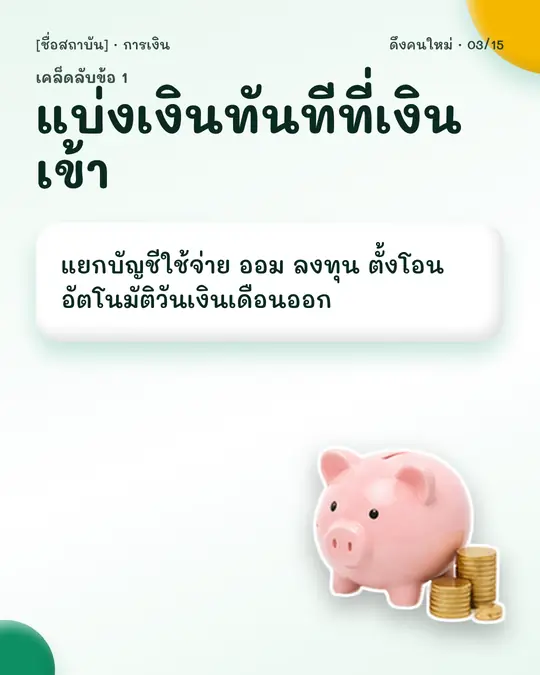 [ชื่อสถาบัน] · การเงิน
ดึงคนใหม่ · 03/15
เคล็ดลับข้อ 1
แบ่งเงินทันทีที่เงิน
เข้า
แยกบัญชีใช้จ่าย ออม ลงทุน ตั้งโอน
อัตโนมัติวันเงินเดือนออก